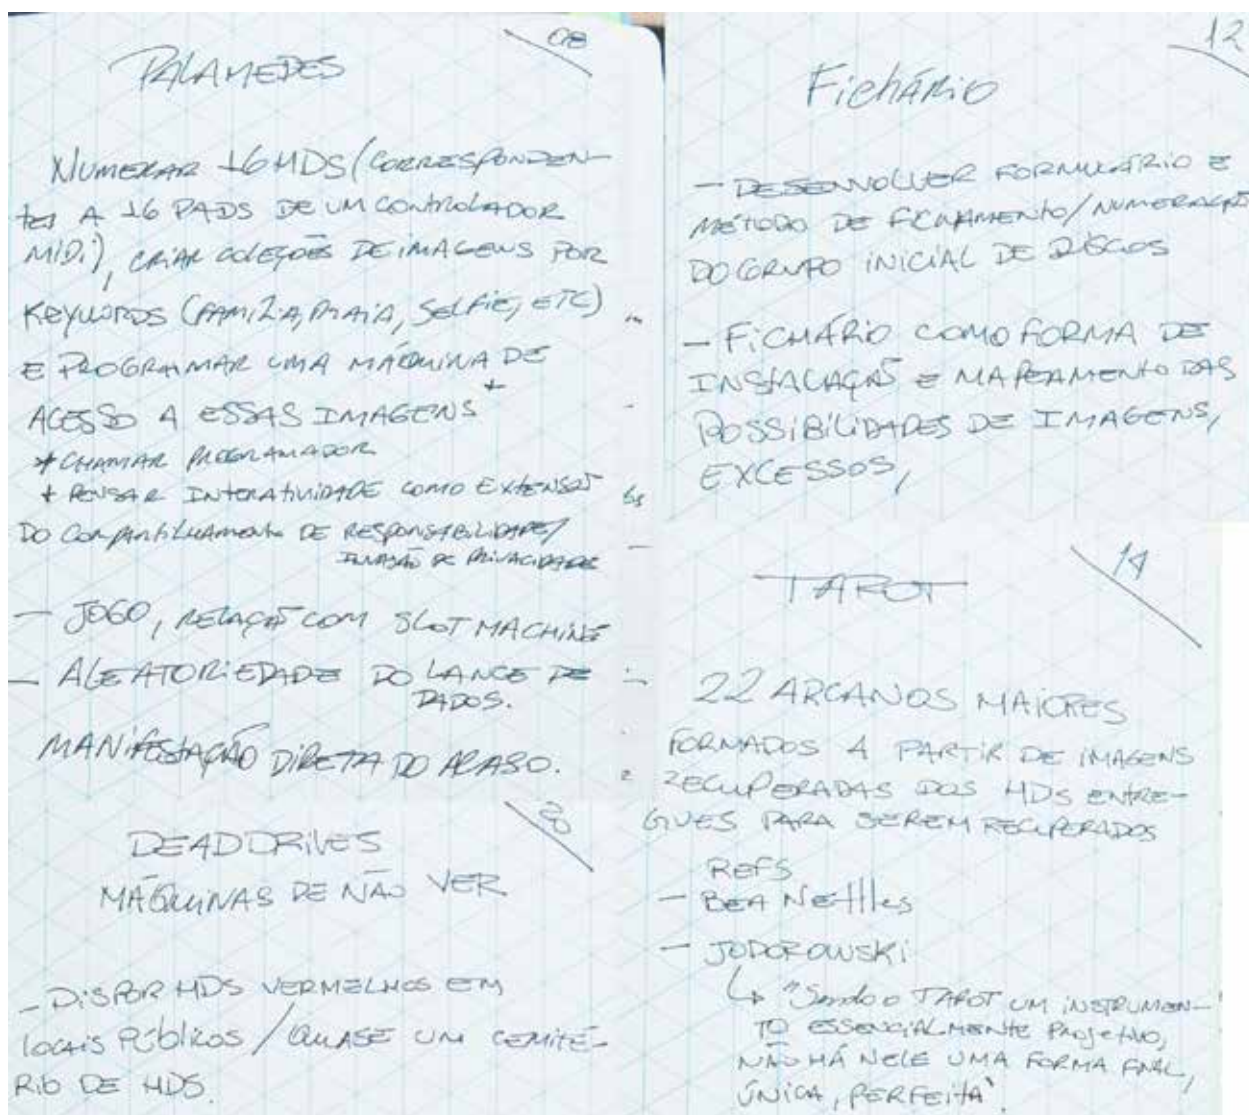 08
PALAMEDES
NUMERAR 16 HDS (CORRESPONDEN-
TES A 16 PADS DE UM CONTROLADOR
MIDI), CRIAR COLEÇÕES DE IMAGENS POR
KEYWORDS (FAMÍLIA, PRAIA, SELFIE, ETC)
E PROGRAMAR UMA MÁQUINA DE
ACESSO A ESSAS IMAGENS *
* CHAMAR PROGRAMADOR
+ PENSAR INTERATIVIDADE COMO EXTENSÃO
DO COMPARTILHAMENTO DE RESPONSABILIDADE/
INVASÃO DE PRIVACIDADE
— JOGO, RELAÇÃO COM SLOT MACHINE
— ALEATORIEDADE DO LANCE DE
DADOS.
MANIFESTAÇÃO DIRETA DO ACASO.
20
DEAD DRIVES
MÁQUINAS DE NÃO VER
— DISPOR HDS VERMELHOS EM
LOCAIS PÚBLICOS / QUASE UM CEMITÉ-
RIO DE HDS.
12
FICHÁRIO
— DESENVOLVER FORMULÁRIO E
MÉTODO DE FICHAMENTO/NUMERAÇÃO
DO GRUPO INICIAL DE DISCOS
— FICHÁRIO COMO FORMA DE
INSTALAÇÃO E MAPEAMENTO DAS
POSSIBILIDADES DE IMAGENS,
EXCESSOS,
14
TAROT
22 ARCANOS MAIORES
FORMADOS A PARTIR DE IMAGENS
RECUPERADAS DOS HDS ENTRE-
GUES PARA SEREM RECUPERADOS
REFS
— BEA NETTLES
— JODOROWSKI
↳ "Sendo o TAROT UM INSTRUMEN-
TO ESSENCIALMENTE PROJETIVO,
NÃO HÁ NELE UMA FORMA FINAL,
ÚNICA, PERFEITA".